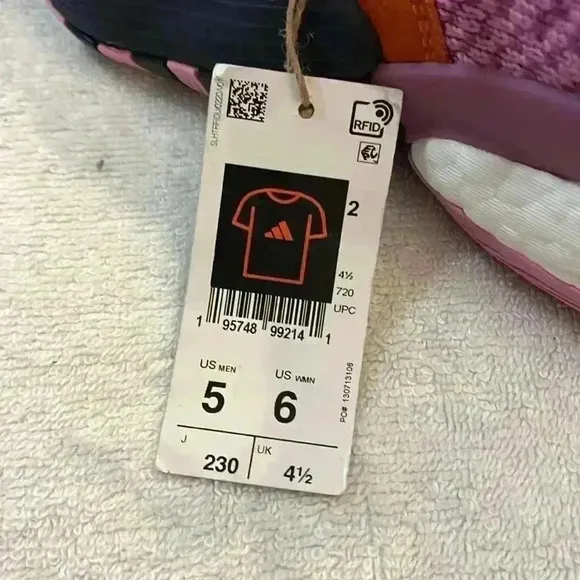 RFID
2
4½
720
UPC
1 95748 99214 1
US MEN
5
US WMN
6
PO# 130713106
J
230
UK
4½